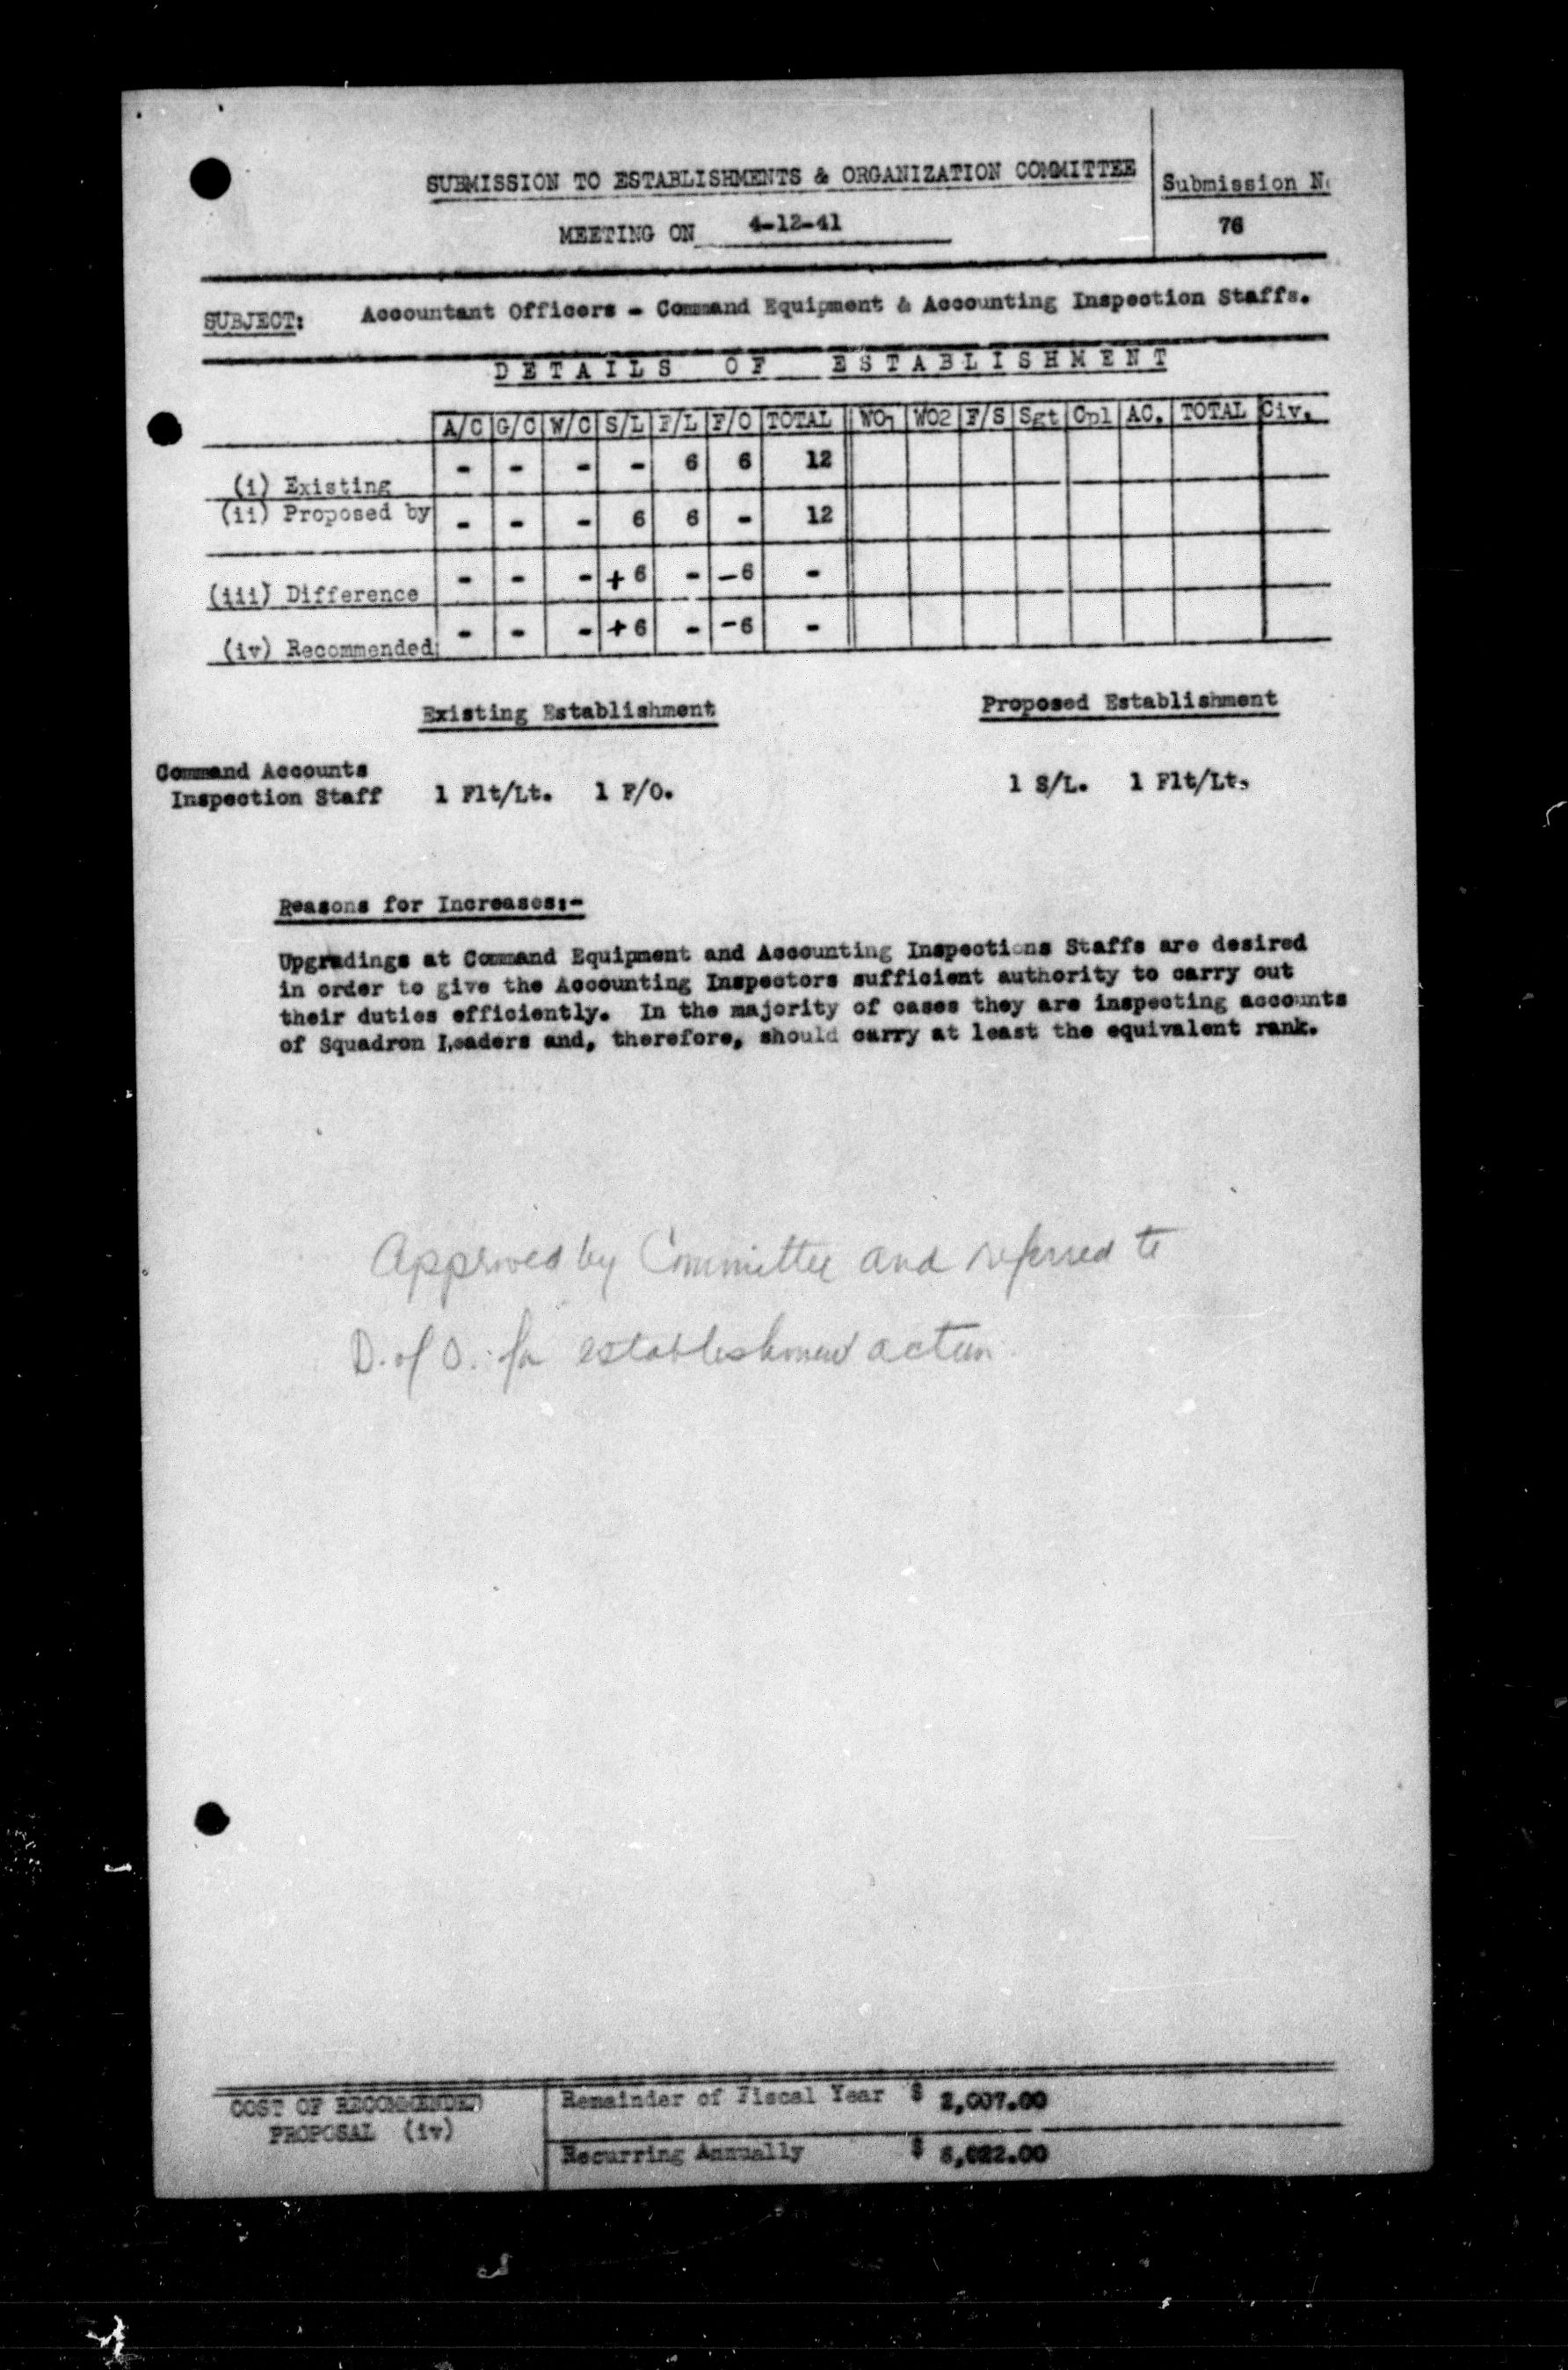 SUBMISSION TO ESTABLISHMENTS & ORGANIZATION COMMITTEE
Submission No
MEETING ON 4-12-41
76
SUBJECT: Accountant Officers - Command Equipment & Accounting Inspection Staffs.
DETAILS OF ESTABLISHMENT
A/C G/C W/C S/L F/L F/O TOTAL WO1 WO2 F/S Sgt Cpl AC. TOTAL Civ.
(i) Existing - - - - 6 6 12
(ii) Proposed by - - - 6 6 - 12
(iii) Difference - - - +6 - -6 -
(iv) Recommended - - - +6 - -6 -
Existing Establishment Proposed Establishment
Command Accounts
Inspection Staff 1 Flt/Lt. 1 F/O. 1 S/L. 1 Flt/Lt.
Reasons for Increases:-
Upgradings at Command Equipment and Accounting Inspections Staffs are desired
in order to give the Accounting Inspectors sufficient authority to carry out
their duties efficiently. In the majority of cases they are inspecting accounts
of Squadron Leaders and, therefore, should carry at least the equivalent rank.
Approved by Committee and referred to
D. of O. for establishment action.
COST OF RECOMMENDED
PROPOSAL (iv)
Remainder of Fiscal Year $ 2,007.00
Recurring Annually $